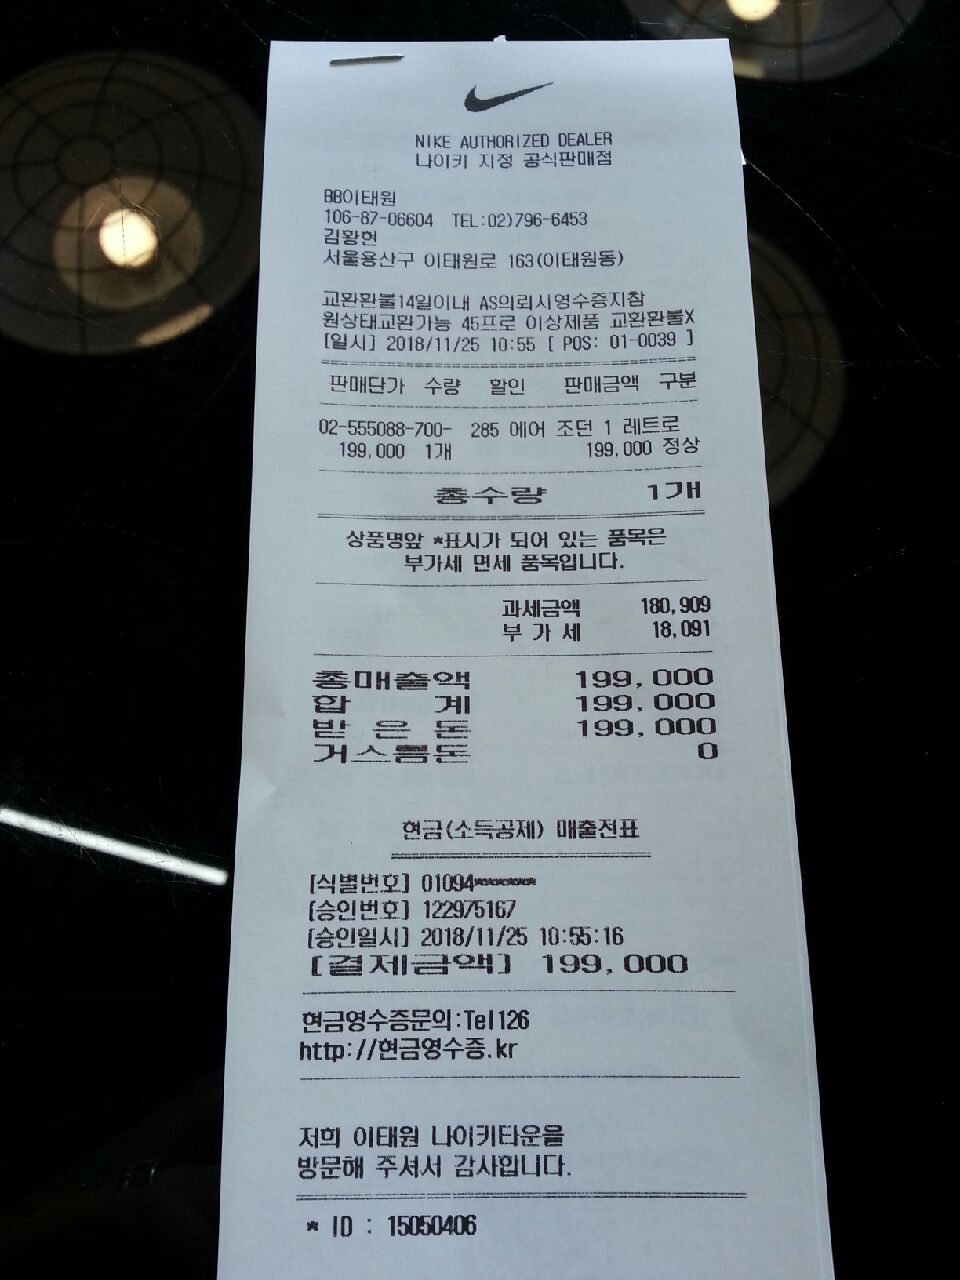 NIKE AUTHORIZED DEALER
나이키 지정 공식판매점
BB이태원
106-87-06604 TEL:02)796-6453
김황현
서울용산구 이태원로 163(이태원동)
교환환불14일이내 AS의뢰시영수증지참
원상태교환가능 45프로 이상제품 교환환불X
[일시] 2018/11/25 10:55 [ POS: 01-0039 ]
판매단가 수량 할인 판매금액 구분
02-555088-700- 285 에어 조던 1 레트로
199,000 1개 199,000 정상
총수량 1개
상품명앞 *표시가 되어 있는 품목은
부가세 면세 품목입니다.
과세금액 180,909
부 가 세 18,091
총매출액 199,000
합 계 199,000
받 은 돈 199,000
거스름돈 0
현금(소득공제) 매출전표
[식별번호] 01094********
[승인번호] 122975167
[승인일시] 2018/11/25 10:55:16
[결제금액] 199,000
현금영수증문의:Tel126
http://현금영수증.kr
저희 이태원 나이키타운을
방문해 주셔서 감사합니다.
* ID : 15050406